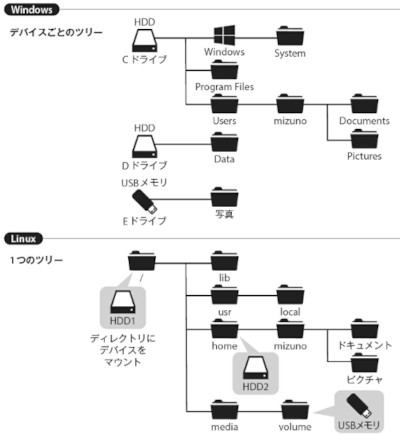 Windows
デバイスごとのツリー
HDD
Cドライブ
Windows
System
Program Files
Users
mizuno
Documents
Pictures
HDD
Dドライブ
Data
USBメモリ
Eドライブ
写真
Linux
1つのツリー
/
lib
HDD1
usr
local
ディレクトリに
デバイスを
マウント
home
mizuno
ドキュメント
HDD2
ピクチャ
media
volume
USBメモリ